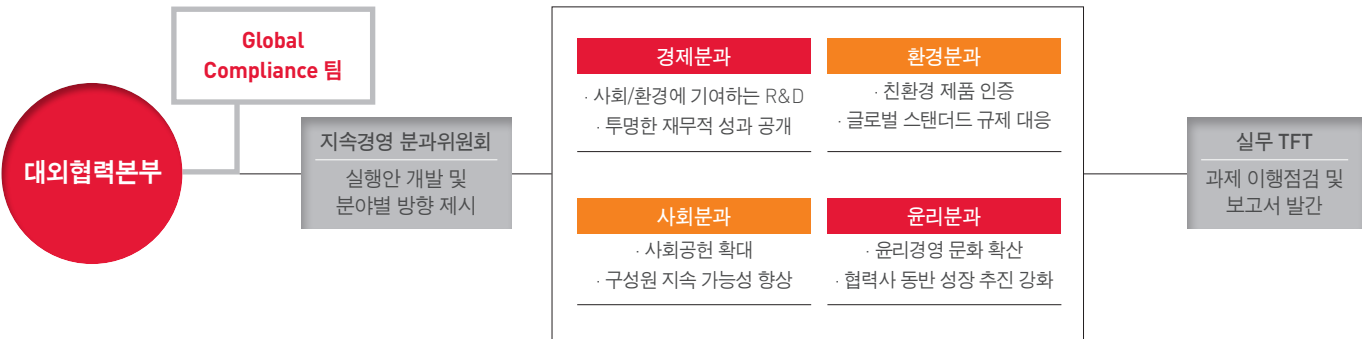 Global
Compliance 팀
대외협력본부
지속경영 분과위원회
실행안 개발 및
분야별 방향 제시
경제분과
· 사회/환경에 기여하는 R&D
· 투명한 재무적 성과 공개
환경분과
· 친환경 제품 인증
· 글로벌 스탠더드 규제 대응
사회분과
· 사회공헌 확대
· 구성원 지속 가능성 향상
윤리분과
· 윤리경영 문화 확산
· 협력사 동반 성장 추진 강화
실무 TFT
과제 이행점검 및
보고서 발간